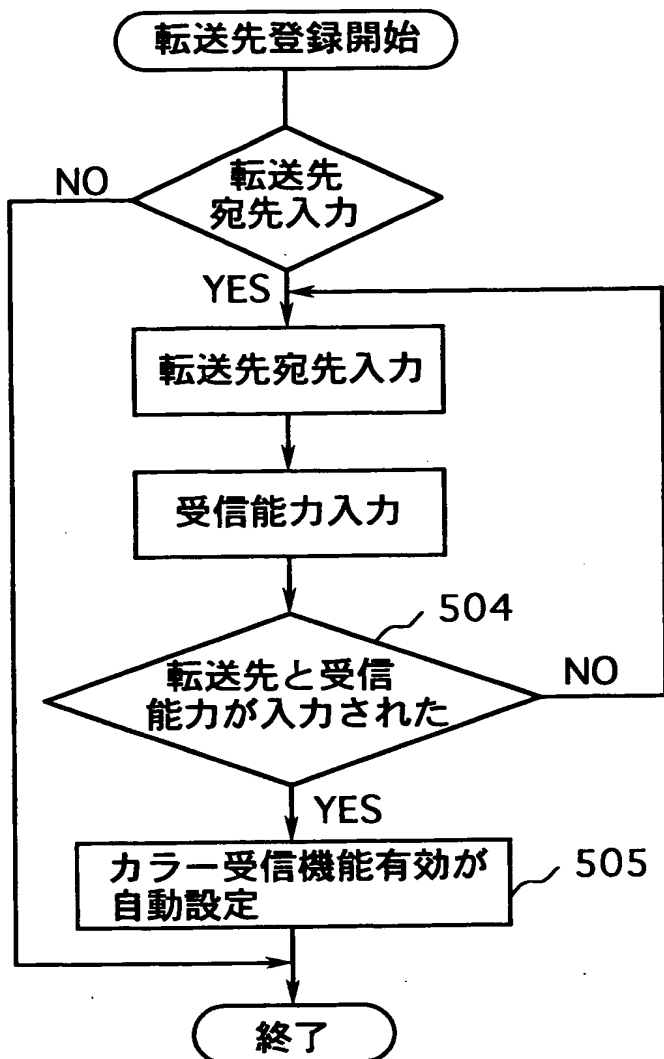 転送先登録開始
転送先
宛先入力
NO
YES
転送先宛先入力
受信能力入力
504
転送先と受信
能力が入力された
NO
YES
カラー受信機能有効が
自動設定
505
終了